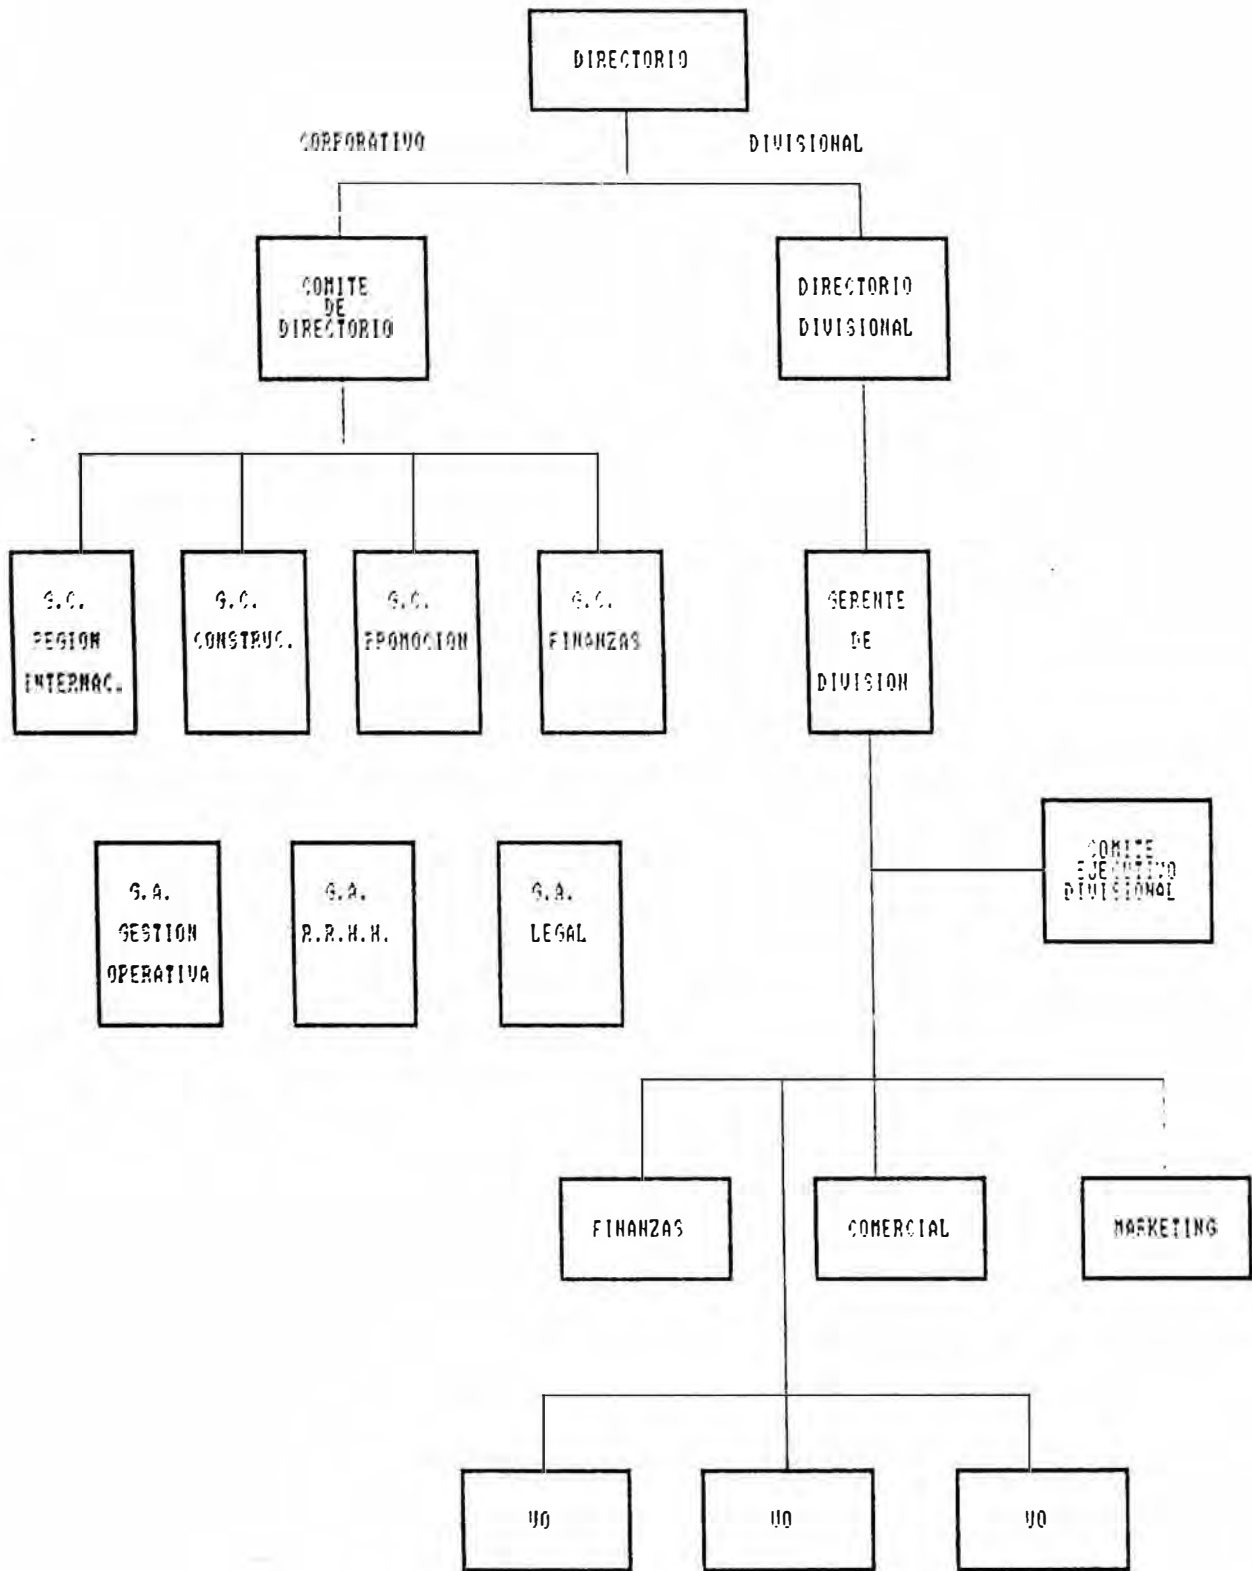 DIRECTORIO
CORPORATIVO
DIVISIONAL
COMITE
DE
DIRECTORIO
DIRECTORIO
DIVISIONAL
G.C.
REGION
INTERNAC.
G.C.
CONSTRUC.
G.C.
PROMOCION
G.C.
FINANZAS
GERENTE
DE
DIVISION
COMITE
EJECUTIVO
DIVISIONAL
G.A.
GESTION
OPERATIVA
G.A.
R.R.H.H.
G.A.
LEGAL
FINANZAS
COMERCIAL
MARKETING
UO
UO
UO